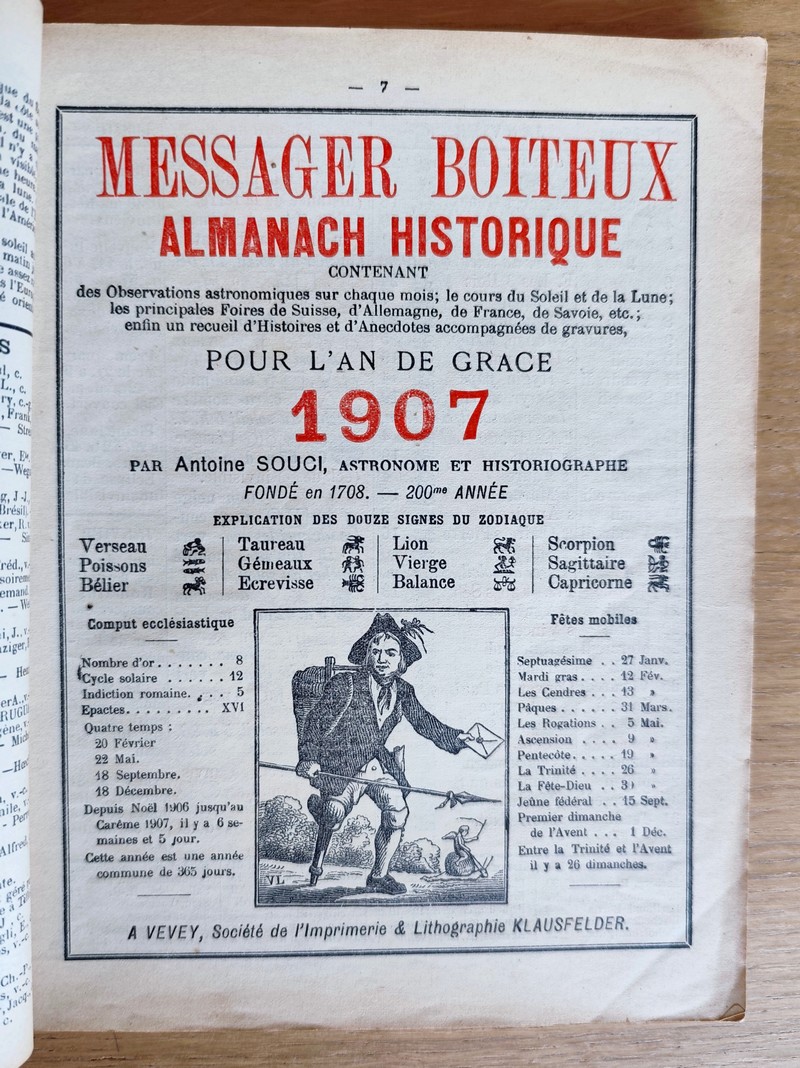 — 7 —
MESSAGER BOITEUX
ALMANACH HISTORIQUE
CONTENANT
des Observations astronomiques sur chaque mois; le cours du Soleil et de la Lune;
les principales Foires de Suisse, d'Allemagne, de France, de Savoie, etc.;
enfin un recueil d'Histoires et d'Anecdotes accompagnées de gravures,
POUR L'AN DE GRACE
1907
PAR Antoine SOUCI, ASTRONOME ET HISTORIOGRAPHE
FONDÉ en 1708. — 200me ANNÉE
EXPLICATION DES DOUZE SIGNES DU ZODIAQUE
Verseau
Poissons
Bélier
Taureau
Gémeaux
Ecrevisse
Lion
Vierge
Balance
Scorpion
Sagittaire
Capricorne
Comput ecclésiastique
Nombre d'or . . . . . . . 8
Cycle solaire . . . . . . 12
Indiction romaine. . . . 5
Epactes. . . . . . . . . XVI
Quatre temps :
20 Février
22 Mai.
18 Septembre.
18 Décembre.
Depuis Noël 1906 jusqu'au
Carême 1907, il y a 6 se-
maines et 5 jour.
Cette année est une année
commune de 365 jours.
VL
Fêtes mobiles
Septuagésime . . 27 Janv.
Mardi gras . . . . 12 Fév.
Les Cendres . . . 13 »
Pâques . . . . . . 31 Mars.
Les Rogations . . 5 Mai.
Ascension . . . . 9 »
Pentecôte. . . . . 19 »
La Trinité . . . . 26 »
La Fête-Dieu . . »
Jeûne fédéral . . 15 Sept.
Premier dimanche
de l'Avent . . . 1 Déc.
Entre la Trinité et l'Avent
il y a 26 dimanches.
A VEVEY, Société de l'Imprimerie & Lithographie KLAUSFELDER.